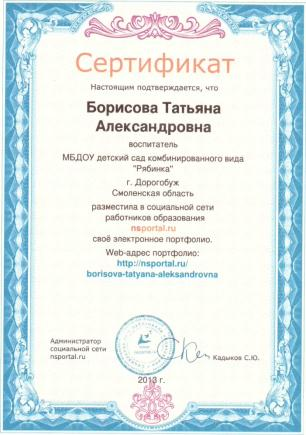 Сертификат
Настоящим подтверждается, что
Борисова Татьяна
Александровна
воспитатель
МБДОУ детский сад комбинированного вида
"Рябинка"
г. Дорогобуж
Смоленская область
разместила в социальной сети
работников образования
nsportal.ru
своё электронное портфолио.
Web-адрес портфолио:
http://nsportal.ru/
borisova-tatyana-aleksandrovna
Администратор
социальной сети
nsportal.ru
Кадыков С.Ю.
2013 г.